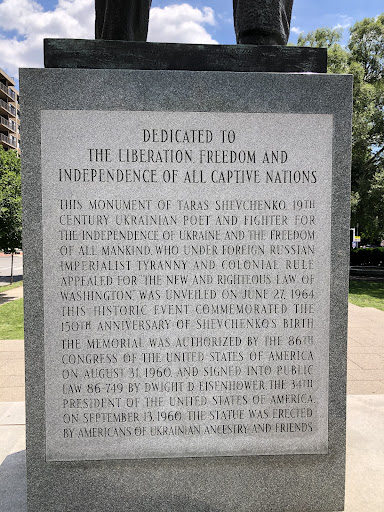 DEDICATED TO
THE LIBERATION, FREEDOM AND
INDEPENDENCE OF ALL CAPTIVE NATIONS
THIS MONUMENT OF TARAS SHEVCHENKO, 19TH
CENTURY UKRAINIAN POET AND FIGHTER FOR
THE INDEPENDENCE OF UKRAINE AND THE FREEDOM
OF ALL MANKIND, WHO UNDER FOREIGN RUSSIAN
IMPERIALIST TYRANNY AND COLONIAL RULE
APPEALED FOR THE NEW AND RIGHTEOUS LAW OF
WASHINGTON, WAS UNVEILED ON JUNE 27, 1964.
THIS HISTORIC EVENT COMMEMORATED THE
150TH ANNIVERSARY OF SHEVCHENKO'S BIRTH.
THE MEMORIAL WAS AUTHORIZED BY THE 86TH
CONGRESS OF THE UNITED STATES OF AMERICA
ON AUGUST 31, 1960, AND SIGNED INTO PUBLIC
LAW 86-749 BY DWIGHT D. EISENHOWER, THE 34TH
PRESIDENT OF THE UNITED STATES OF AMERICA,
ON SEPTEMBER 13, 1960. THE STATUE WAS ERECTED
BY AMERICANS OF UKRAINIAN ANCESTRY AND FRIENDS.